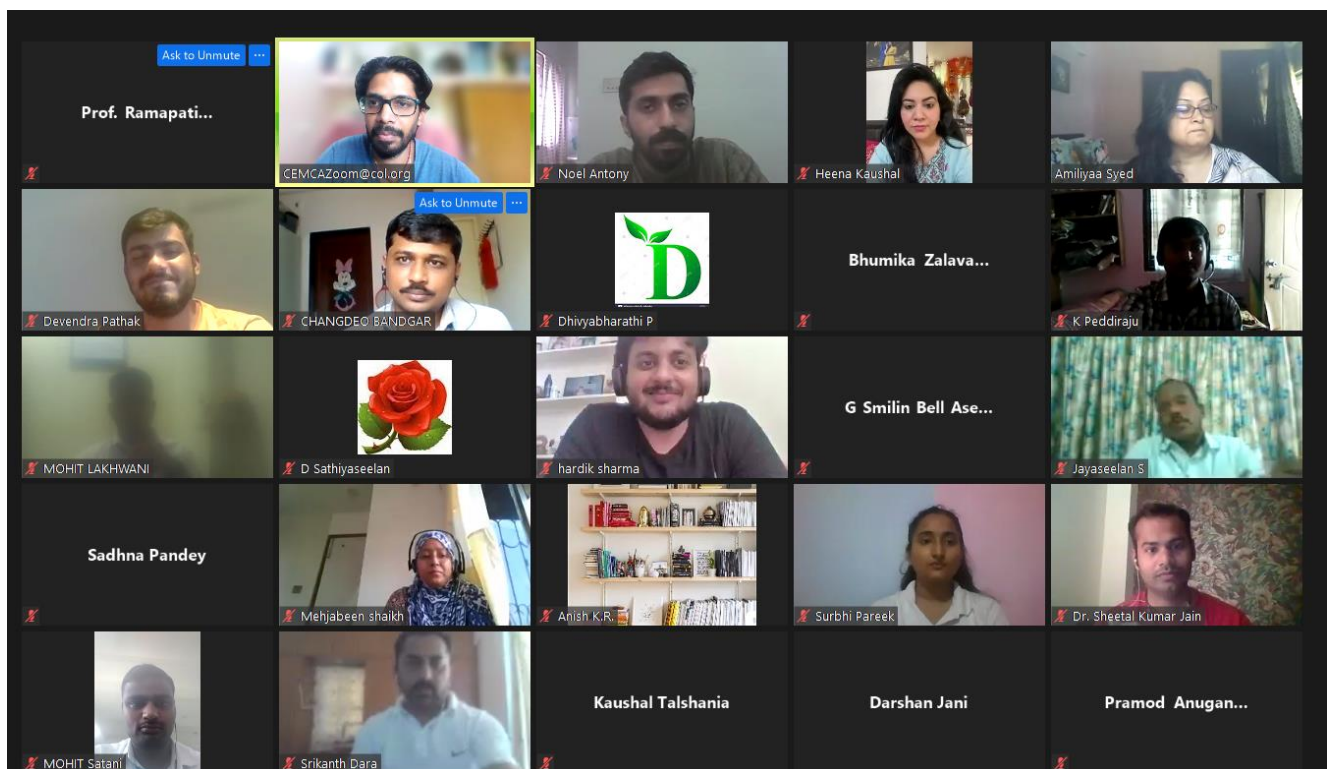 Ask to Unmute ...
Prof. Ramapati...
CEMCAZoom@col.org
Noel Antony
Heena Kaushal
Amiliyaa Syed
Ask to Unmute ...
Devendra Pathak
CHANGDEO BANDGAR
D
Dhivyabharathi P
Bhumika Zalava...
K Peddiraju
MOHIT LAKHWANI
D Sathiyaseelan
hardik sharma
G Smilin Bell Ase...
Jayaseelan S
Sadhna Pandey
Mehjabeen shaikh
Anish K.R.
Surbhi Pareek
Dr. Sheetal Kumar Jain
MOHIT Satani
Srikanth Dara
Kaushal Talshania
Darshan Jani
Pramod Anugan...